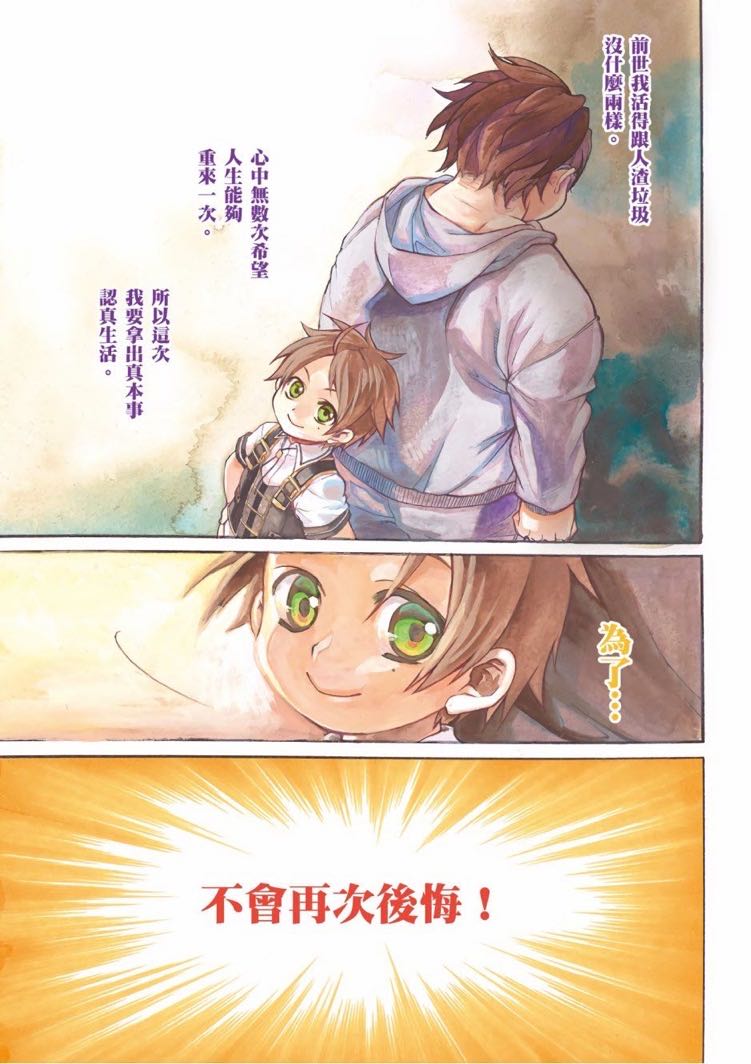 前世我活得跟人渣垃圾
沒什麼兩樣。
心中無數次希望
人生能夠
重來一次。
所以這次
我要拿出真本事
認真生活。
為了…
不會再次後悔！